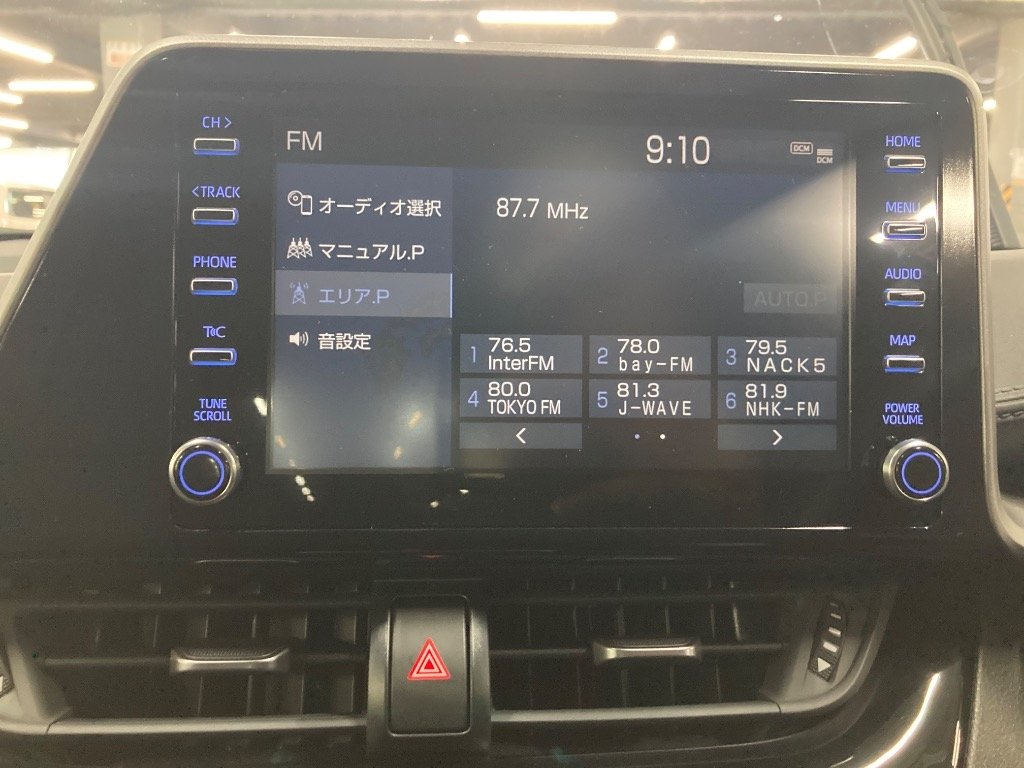 CH >
<TRACK
PHONE
T&C
TUNE
SCROLL
FM
9:10
DCM
DCM
オーディオ選択
マニュアル.P
エリア.P
音設定
87.7 MHz
AUTO.P
1 76.5
InterFM
2 78.0
bay-FM
3 79.5
NACK5
4 80.0
TOKYO FM
5 81.3
J-WAVE
6 81.9
NHK-FM
<
>
HOME
MENU
AUDIO
MAP
POWER
VOLUME